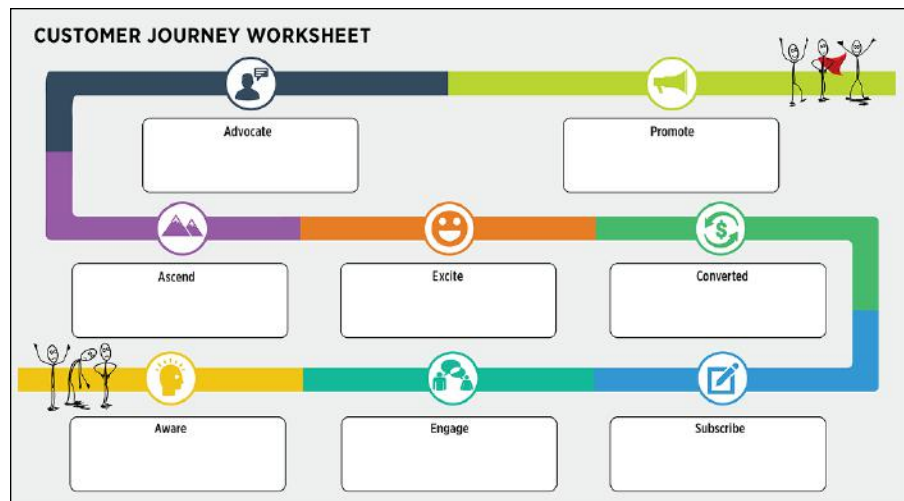 CUSTOMER JOURNEY WORKSHEET
Advocate
Promote
Ascend
Excite
$
Converted
Aware
Engage
Subscribe